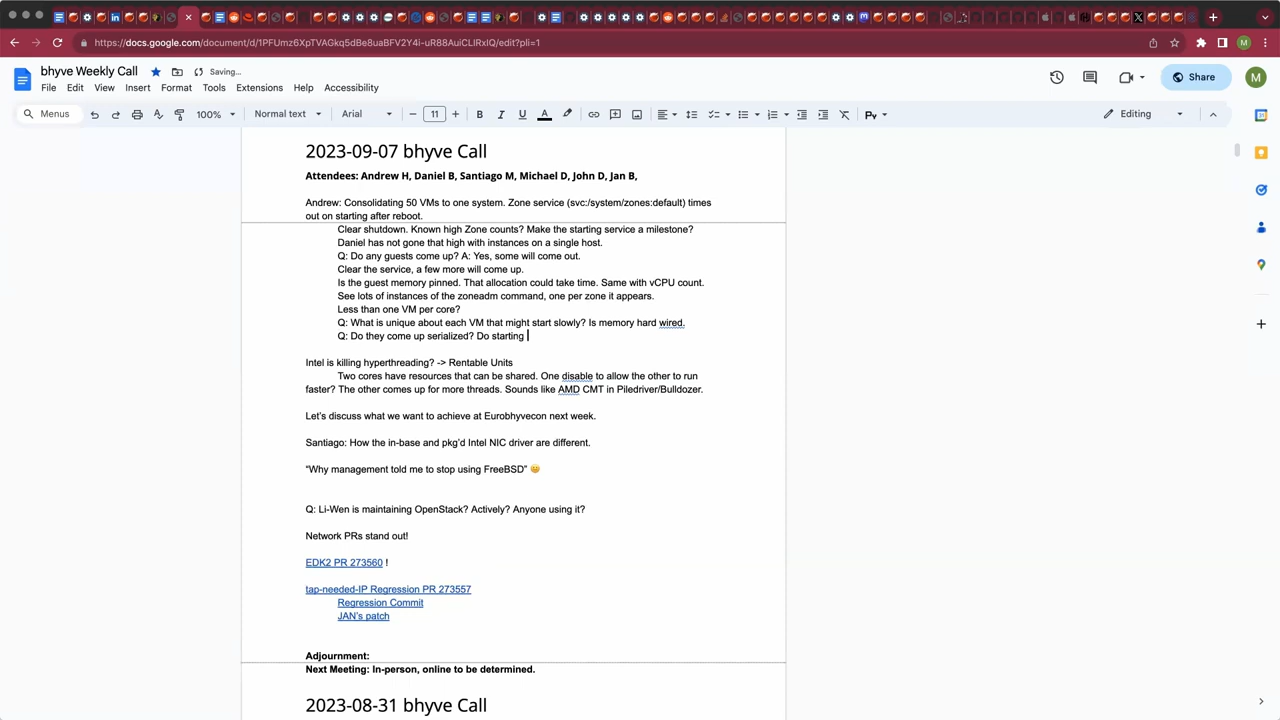 https://docs.google.com/document/d/1PFUmz6XpTVAGkq5dBe8uaBFV2Y4i-uR88AuiCLIRxIQ/edit?pli=1
bhyve Weekly Call
Saving...
File Edit View Insert Format Tools Extensions Help Accessibility
Share
M
Menus
100%
Normal text
Arial
11
Editing
2023-09-07 bhyve Call
Attendees: Andrew H, Daniel B, Santiago M, Michael D, John D, Jan B,
Andrew: Consolidating 50 VMs to one system. Zone service (svc:/system/zones:default) times
out on starting after reboot.
Clear shutdown. Known high Zone counts? Make the starting service a milestone?
Daniel has not gone that high with instances on a single host.
Q: Do any guests come up? A: Yes, some will come out.
Clear the service, a few more will come up.
Is the guest memory pinned. That allocation could take time. Same with vCPU count.
See lots of instances of the zoneadm command, one per zone it appears.
Less than one VM per core?
Q: What is unique about each VM that might start slowly? Is memory hard wired.
Q: Do they come up serialized? Do starting
Intel is killing hyperthreading? -> Rentable Units
Two cores have resources that can be shared. One disable to allow the other to run
faster? The other comes up for more threads. Sounds like AMD CMT in Piledriver/Bulldozer.
Let's discuss what we want to achieve at Eurobhyvecon next week.
Santiago: How the in-base and pkg'd Intel NIC driver are different.
“Why management told me to stop using FreeBSD” 😀
Q: Li-Wen is maintaining OpenStack? Actively? Anyone using it?
Network PRs stand out!
EDK2 PR 273560 !
tap-needed-IP Regression PR 273557
Regression Commit
JAN's patch
Adjournment:
Next Meeting: In-person, online to be determined.
2023-08-31 bhyve Call